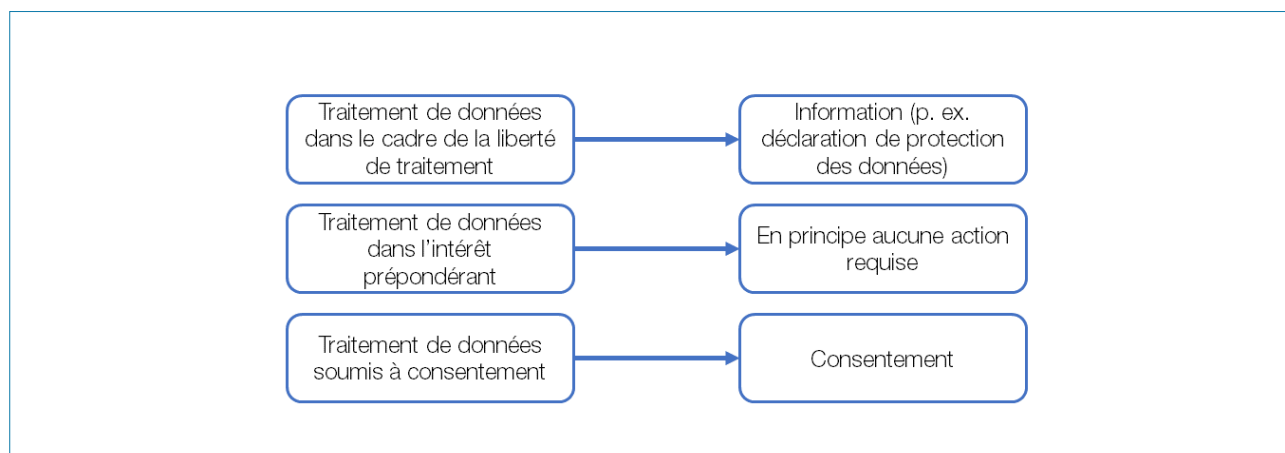 Traitement de données
dans le cadre de la liberté
de traitement
Information (p. ex.
déclaration de protection
des données)
Traitement de données
dans l'intérêt
prépondérant
En principe aucune action
requise
Traitement de données
soumis à consentement
Consentement